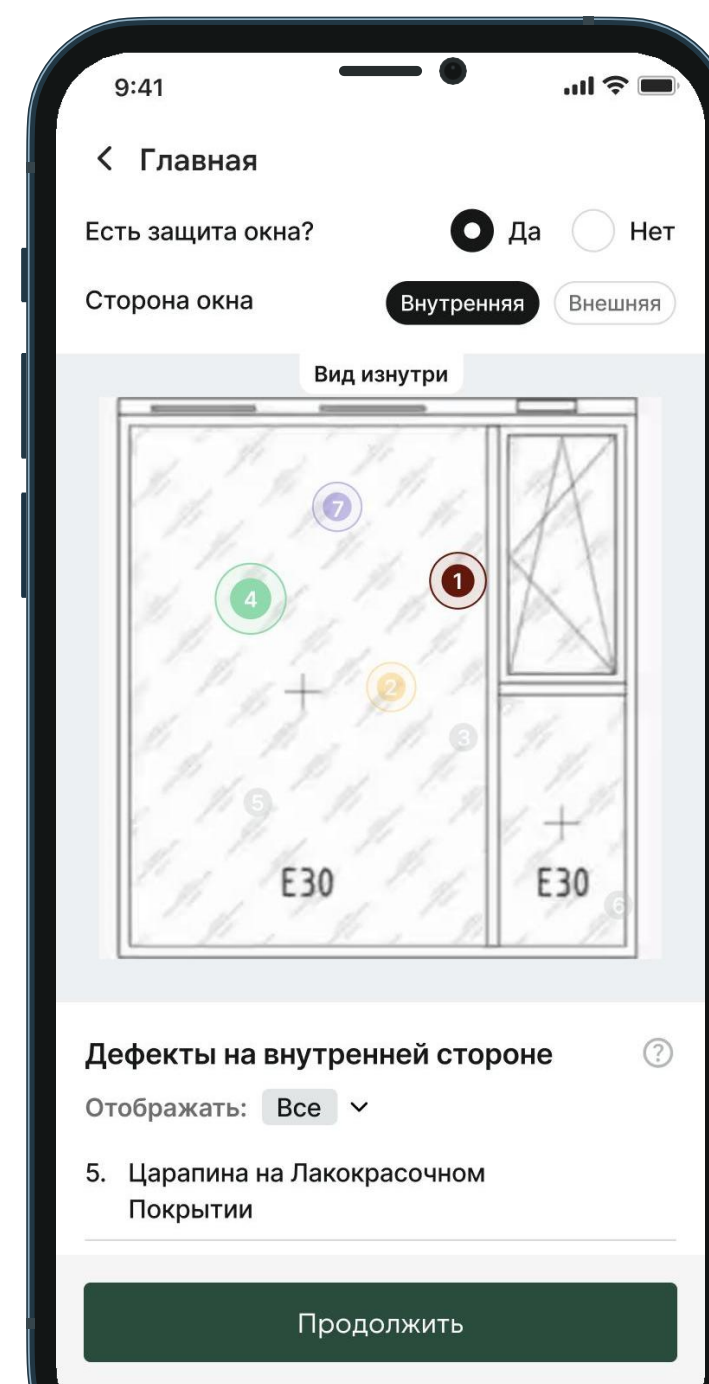 9:41
Главная
Есть защита окна? Да Нет
Сторона окна Внутренняя Внешняя
Вид изнутри
7
1
4
2
3
5
E30 E30
6
Дефекты на внутренней стороне ?
Отображать: Все
5. Царапина на Лакокрасочном
Покрытии
Продолжить